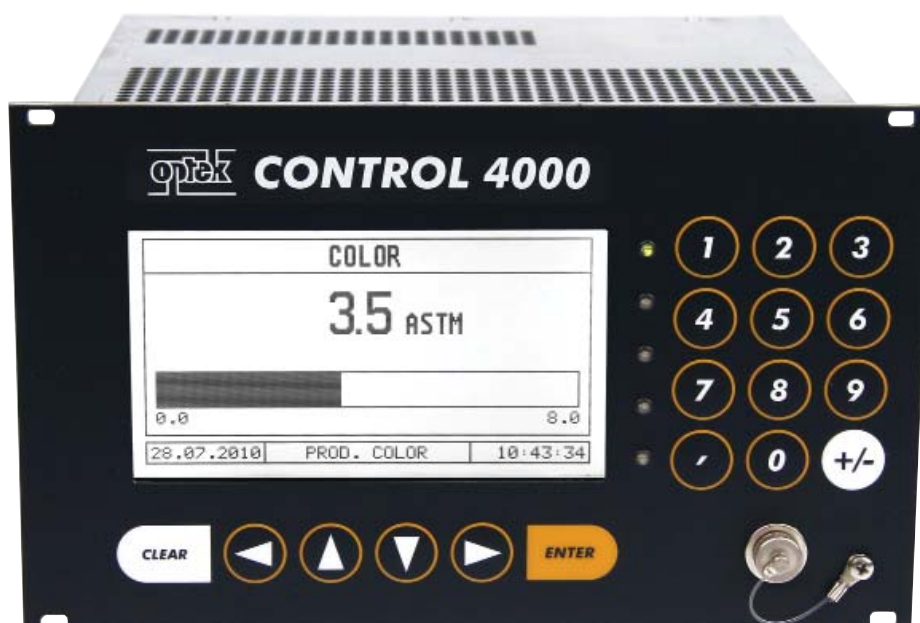 optek CONTROL 4000
COLOR
3.5 ASTM
0.0 8.0
28.07.2010 PROD. COLOR 10:43:34
1 2 3
4 5 6
7 8 9
, 0 +/-
CLEAR ENTER